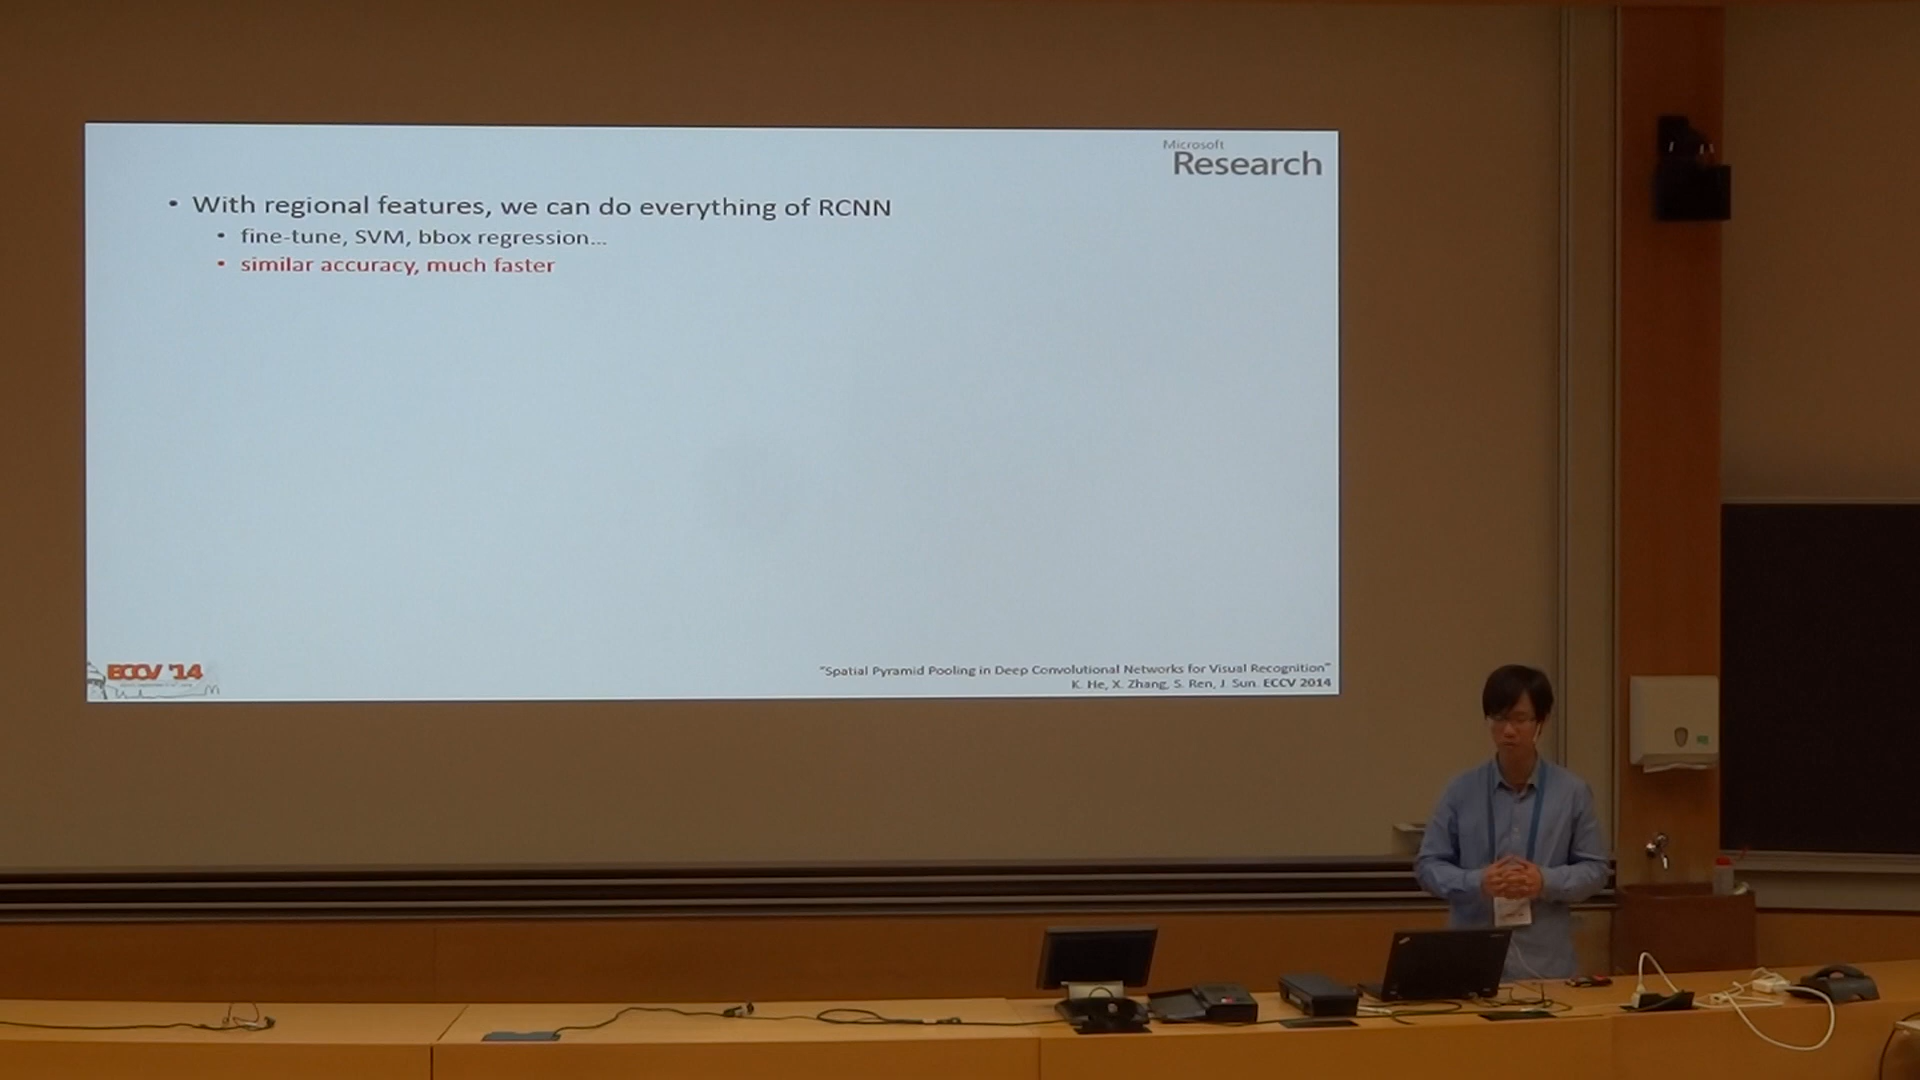 Microsoft
Research
• With regional features, we can do everything of RCNN
• fine-tune, SVM, bbox regression...
• similar accuracy, much faster
ECCV '14
"Spatial Pyramid Pooling in Deep Convolutional Networks for Visual Recognition"
K. He, X. Zhang, S. Ren, J. Sun. ECCV 2014